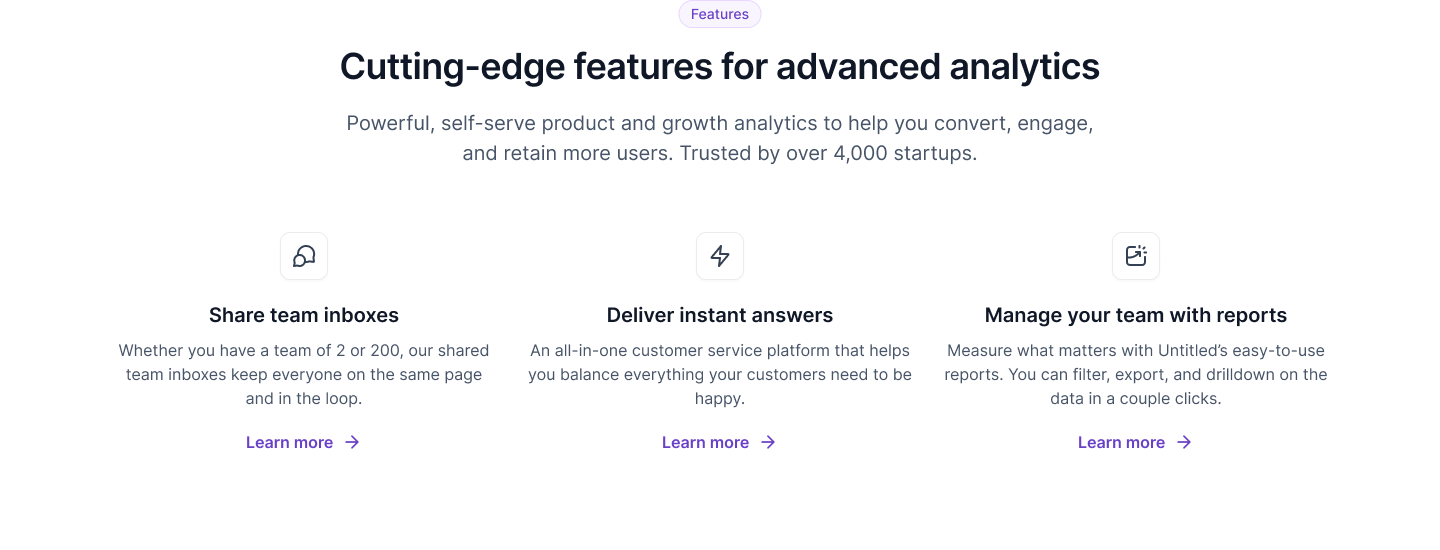 Features
Cutting-edge features for advanced analytics
Powerful, self-serve product and growth analytics to help you convert, engage,
and retain more users. Trusted by over 4,000 startups.
Share team inboxes
Whether you have a team of 2 or 200, our shared
team inboxes keep everyone on the same page
and in the loop.
Learn more
Deliver instant answers
An all-in-one customer service platform that helps
you balance everything your customers need to be
happy.
Learn more
Manage your team with reports
Measure what matters with Untitled’s easy-to-use
reports. You can filter, export, and drilldown on the
data in a couple clicks.
Learn more